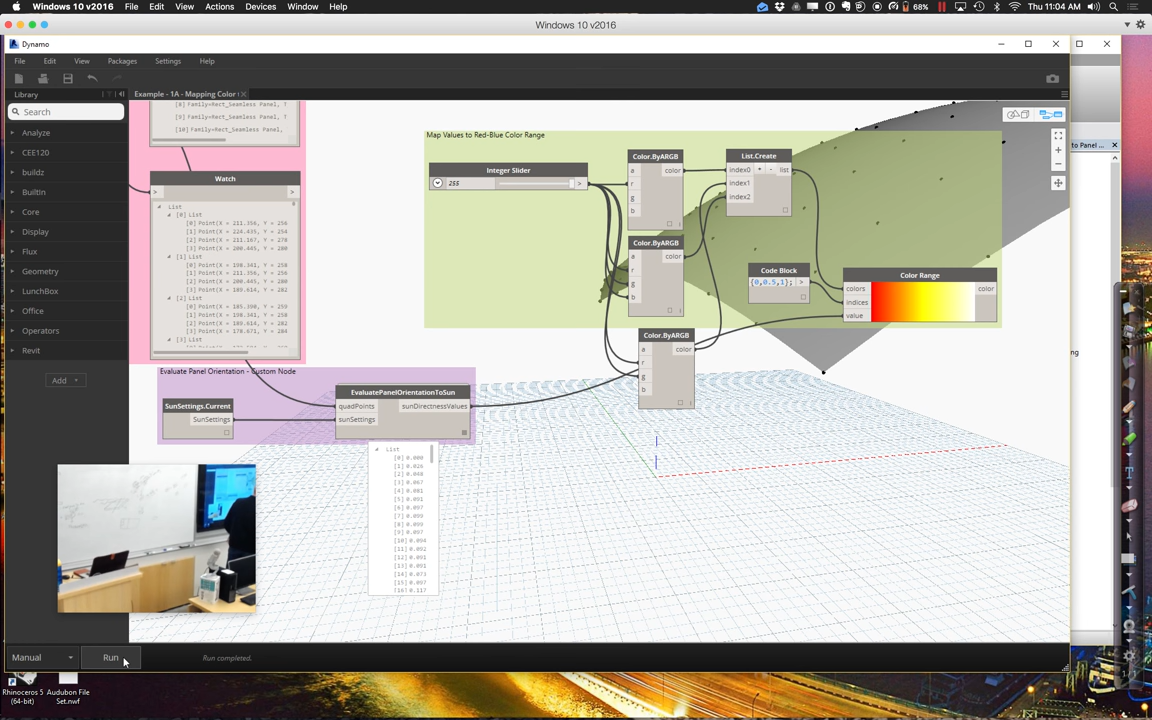 Windows 10 v2016 File Edit View Actions Devices Window Help 68% Thu 11:04 AM
Windows 10 v2016
Dynamo
File Edit View Packages Settings Help
Library
Example - 1A - Mapping Color
Search
Analyze
CEE120
buildz
BuiltIn
Core
Display
Flux
Geometry
LunchBox
Office
Operators
Revit
Add
[8] Family=Rect_Seamless Panel, T
[9] Family=Rect_Seamless Panel, T
[10] Family=Rect_Seamless Panel,
Watch
> >
List
[0] List
[0] Point(X = 211.356, Y = 256
[1] Point(X = 224.435, Y = 254
[2] Point(X = 211.167, Y = 278
[3] Point(X = 200.445, Y = 280
[1] List
[0] Point(X = 198.341, Y = 258
[1] Point(X = 211.356, Y = 256
[2] Point(X = 200.445, Y = 280
[3] Point(X = 189.614, Y = 282
[2] List
[0] Point(X = 185.390, Y = 259
[1] Point(X = 198.341, Y = 258
[2] Point(X = 189.614, Y = 282
[3] Point(X = 178.671, Y = 284
[3] List
Evaluate Panel Orientation - Custom Node
SunSettings.Current
SunSettings
EvaluatePanelOrientationToSun
quadPoints sunDirectnessValues
sunSettings
List
[0] 0.000
[1] 0.026
[2] 0.048
[3] 0.067
[4] 0.081
[5] 0.091
[6] 0.097
[7] 0.099
[8] 0.099
[9] 0.097
[10] 0.094
[11] 0.092
[12] 0.091
[13] 0.091
[14] 0.073
[15] 0.097
[16] 0.117
Map Values to Red-Blue Color Range
Integer Slider
255 >
Color.ByARGB
a color
r
g
b
Color.ByARGB
a color
r
g
b
Color.ByARGB
a color
r
g
b
List.Create
index0 + - list
index1
index2
Code Block
{0,0.5,1}; >
Color Range
colors color
indices
value
to Panel ...
ng
Manual
Run
Run completed.
Rhinoceros 5
(64-bit)
Audubon File
Set.nwf